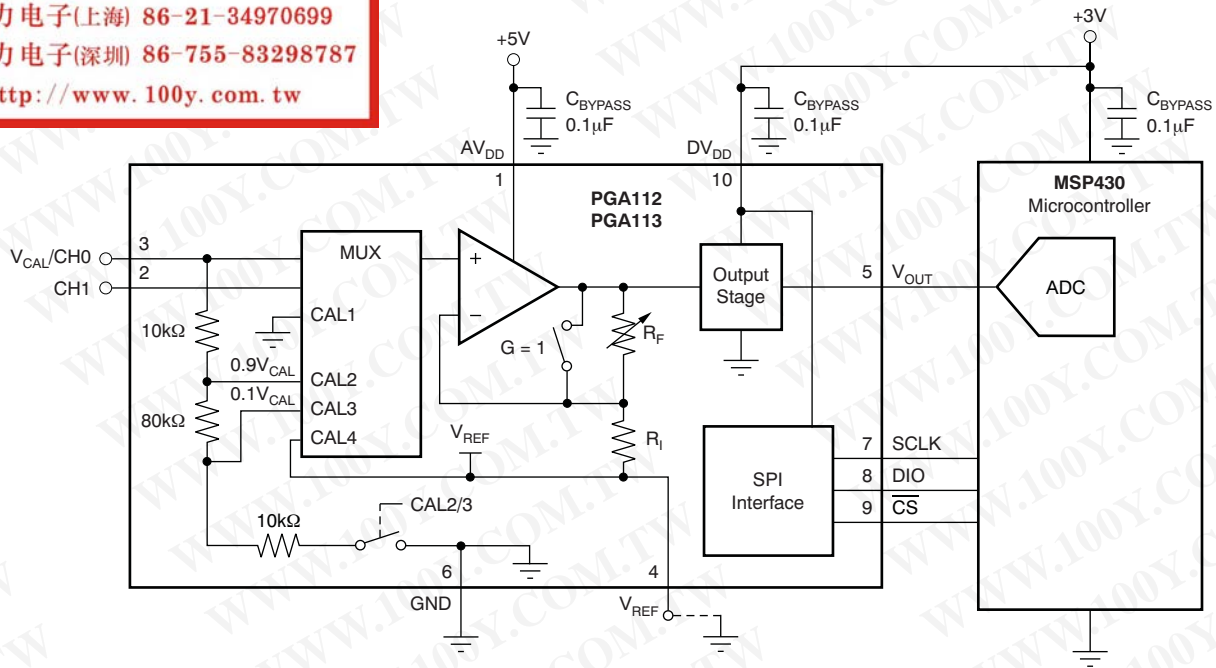 力电子(上海) 86-21-34970699
力电子(深圳) 86-755-83298787
ttp://www.100y.com.tw
+5V
+3V
CBYPASS
0.1μF
CBYPASS
0.1μF
CBYPASS
0.1μF
AVDD
DVDD
1
10
PGA112
PGA113
MSP430
Microcontroller
VCAL/CH0
3
CH1
2
MUX
+
−
Output
Stage
5
VOUT
ADC
CAL1
10kΩ
G = 1
RF
0.9VCAL
CAL2
0.1VCAL
CAL3
80kΩ
CAL4
VREF
RI
SPI
Interface
7
SCLK
8
DIO
9
CS
CAL2/3
10kΩ
6
4
GND
VREF
WWW.100Y.COM.TW